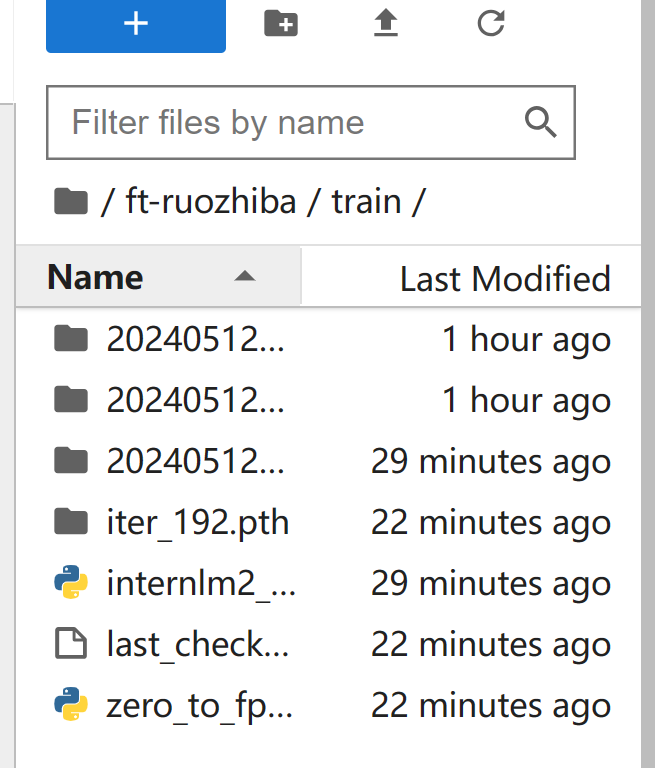 Filter files by name
/ ft-ruozhiba / train /
Name Last Modified
20240512... 1 hour ago
20240512... 1 hour ago
20240512... 29 minutes ago
iter_192.pth 22 minutes ago
internlm2_... 29 minutes ago
last_check... 22 minutes ago
zero_to_fp... 22 minutes ago